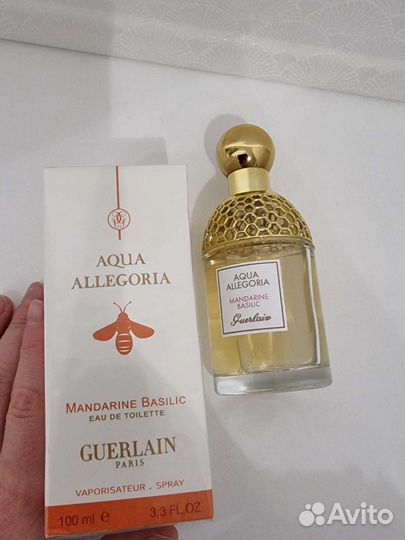 AQUA
ALLEGORIA
MANDARINE BASILIC
EAU DE TOILETTE
GUERLAIN
PARIS
VAPORISATEUR . SPRAY
100 ml e 3,3 FL OZ
AQUA
ALLEGORIA
MANDARINE
BASILIC
Guerlain
Avito